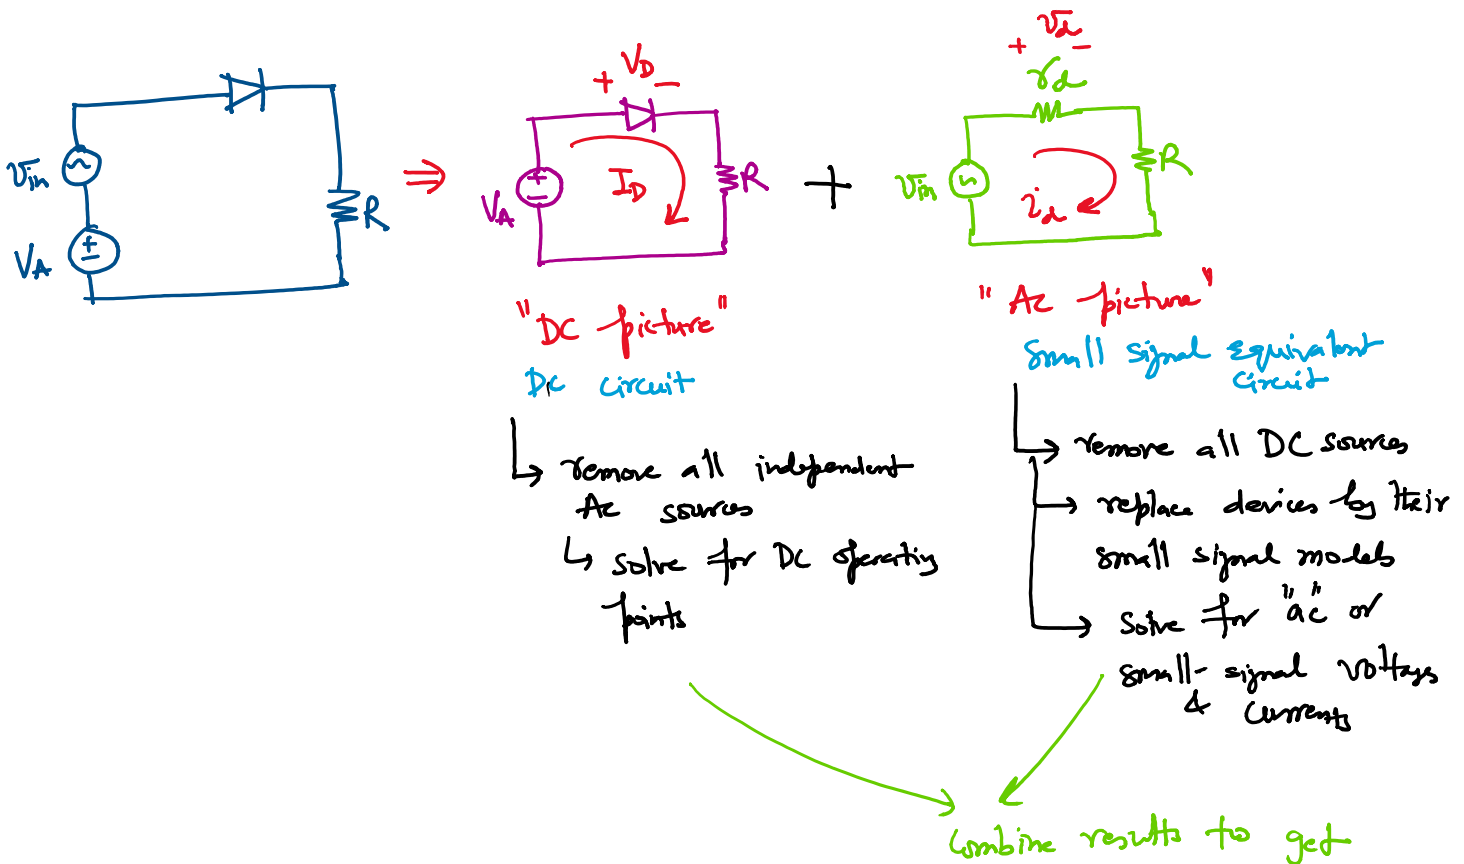 vin
VA
R
⇒
+ VD −
VA
ID
R
+
+ vd −
rd
vin
id
R
"DC picture"
DC circuit
↳ remove all independent
AC sources
↳ solve for DC operating
points
"AC picture"
small signal equivalent
circuit
→ remove all DC sources
→ replace devices by their
small signal models
→ solve for "ac" or
small-signal voltages
& currents
combine results to get